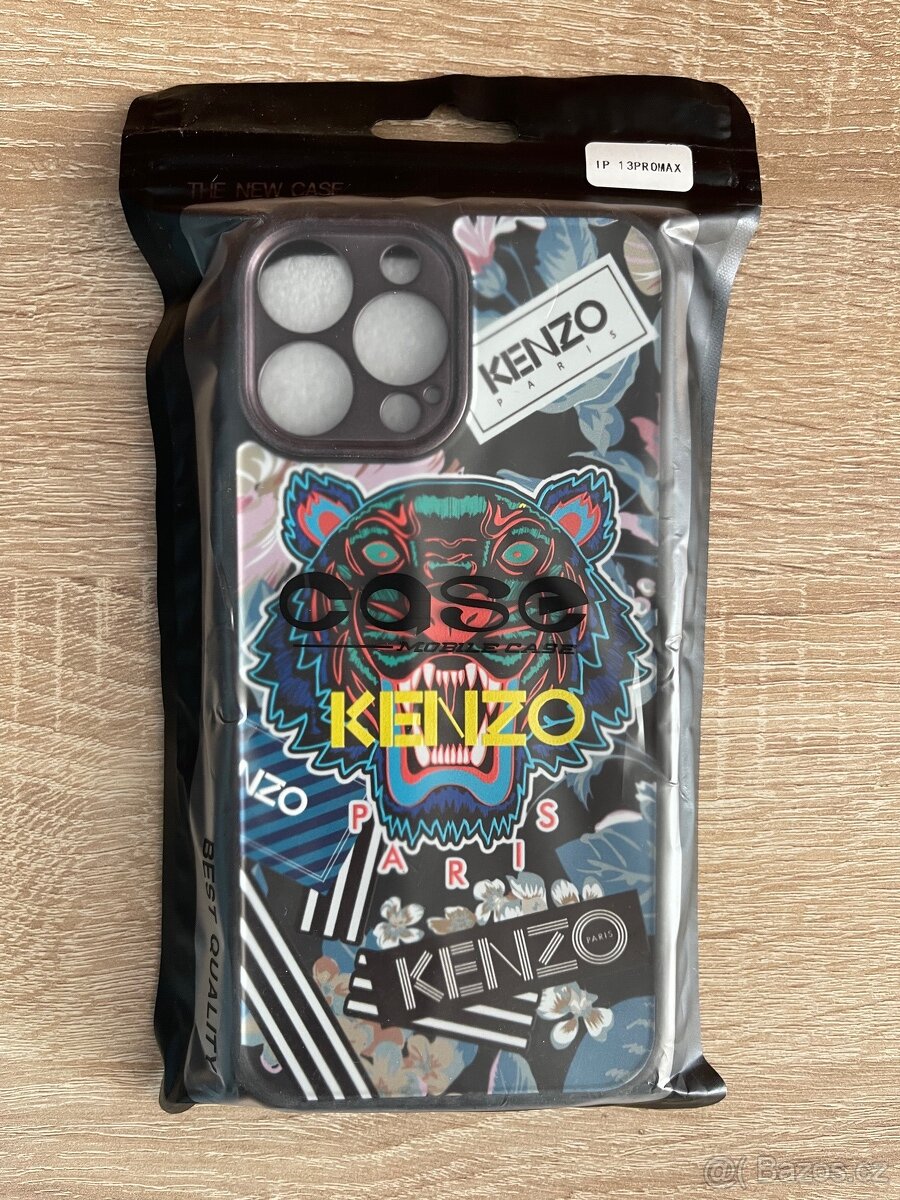 THE NEW CASE
IP 13PROMAX
KENZO
PARIS
case
MOBILE CASE
KENZO
NZO
PARIS
KENZO
PARIS
BEST QUALITY
Bazos.cz